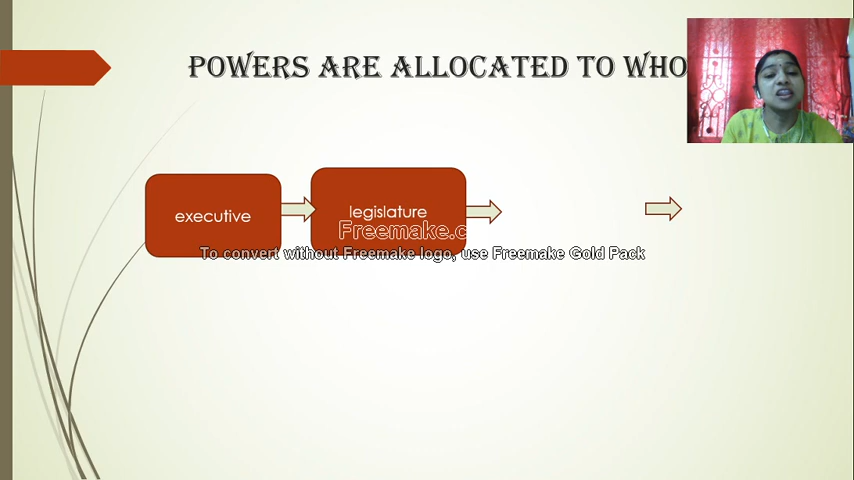 POWERS ARE ALLOCATED TO WHO
executive
legislature
Freemake.c
To convert without Freemake logo, use Freemake Gold Pack